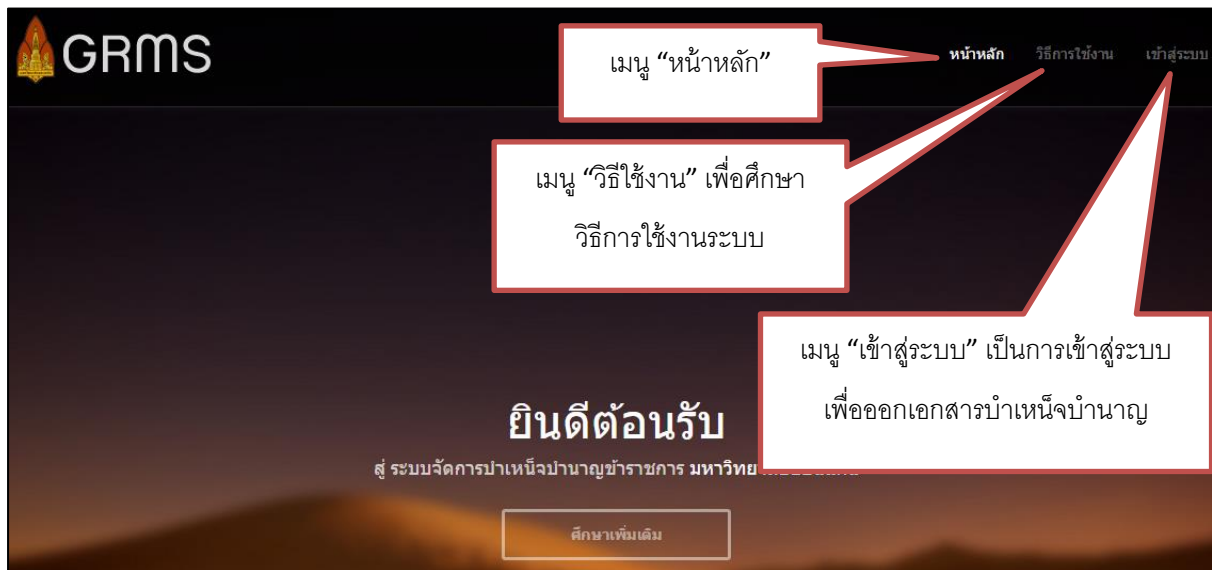 GRMS
หน้าหลัก วิธีการใช้งาน เข้าสู่ระบบ
เมนู “หน้าหลัก”
เมนู “วิธีใช้งาน” เพื่อศึกษา
วิธีการใช้งานระบบ
เมนู “เข้าสู่ระบบ” เป็นการเข้าสู่ระบบ
เพื่อออกเอกสารบำเหน็จบำนาญ
ยินดีต้อนรับ
สู่ ระบบจัดการบำเหน็จบำนาญข้าราชการ
ศึกษาเพิ่มเติม